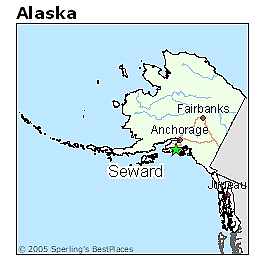 Alaska
Fairbanks
Anchorage
Seward
Juneau
© 2005 Sperling's BestPlaces